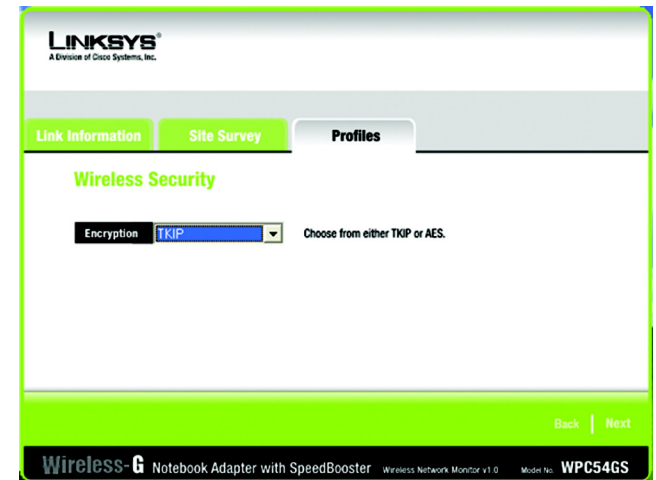 LINKSYS®
A Division of Cisco Systems, Inc.
Link Information Site Survey Profiles
Wireless Security
Encryption TKIP Choose from either TKIP or AES.
Back Next
Wireless-G Notebook Adapter with SpeedBooster Wireless Network Monitor v1.0 Model No. WPC54GS